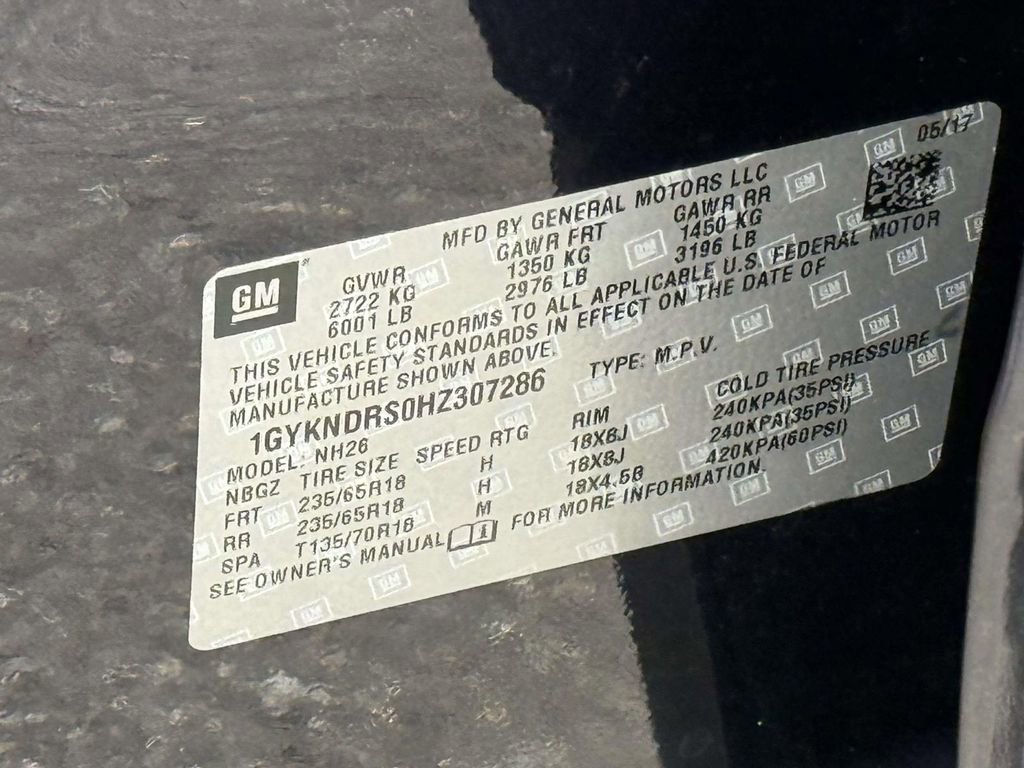 05/17
GM
MFD BY GENERAL MOTORS LLC
GVWR GAWR FRT GAWR RR
2722 KG 1350 KG 1450 KG
6001 LB 2976 LB 3196 LB
THIS VEHICLE CONFORMS TO ALL APPLICABLE U.S. FEDERAL MOTOR
VEHICLE SAFETY STANDARDS IN EFFECT ON THE DATE OF
MANUFACTURE SHOWN ABOVE.
1GYKNDRS0HZ307286 TYPE: M.P.V.
MODEL: NH26
NBGZ TIRE SIZE SPEED RTG RIM COLD TIRE PRESSURE
FRT 235/65R18 H 18X8J 240KPA(35PSI)
RR 235/65R18 H 18X8J 240KPA(35PSI)
SPA T135/70R18 M 18X4.5B 420KPA(60PSI)
SEE OWNER'S MANUAL FOR MORE INFORMATION.